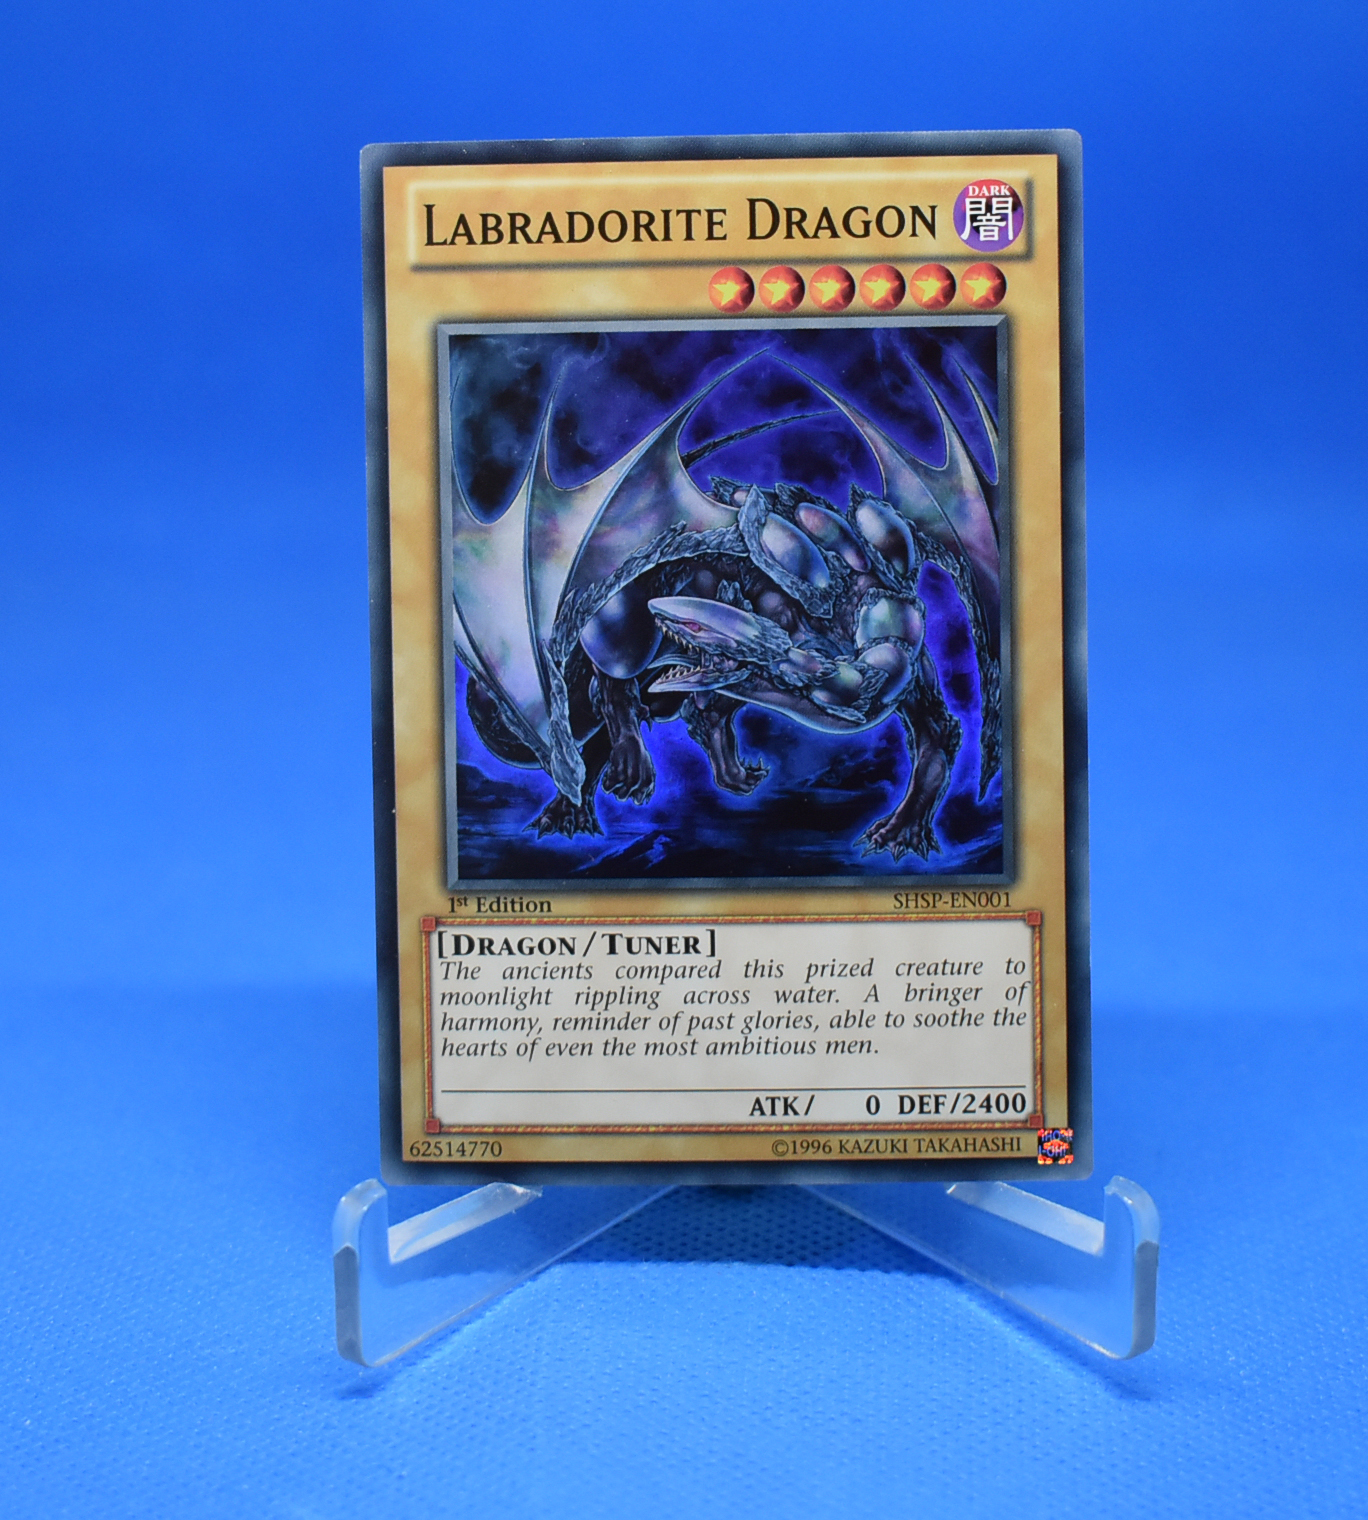 LABRADORITE DRAGON
DARK
闇
1st Edition
SHSP-EN001
[DRAGON/TUNER]
The ancients compared this prized creature to
moonlight rippling across water. A bringer of
harmony, reminder of past glories, able to soothe the
hearts of even the most ambitious men.
ATK/ 0 DEF/2400
62514770
©1996 KAZUKI TAKAHASHI